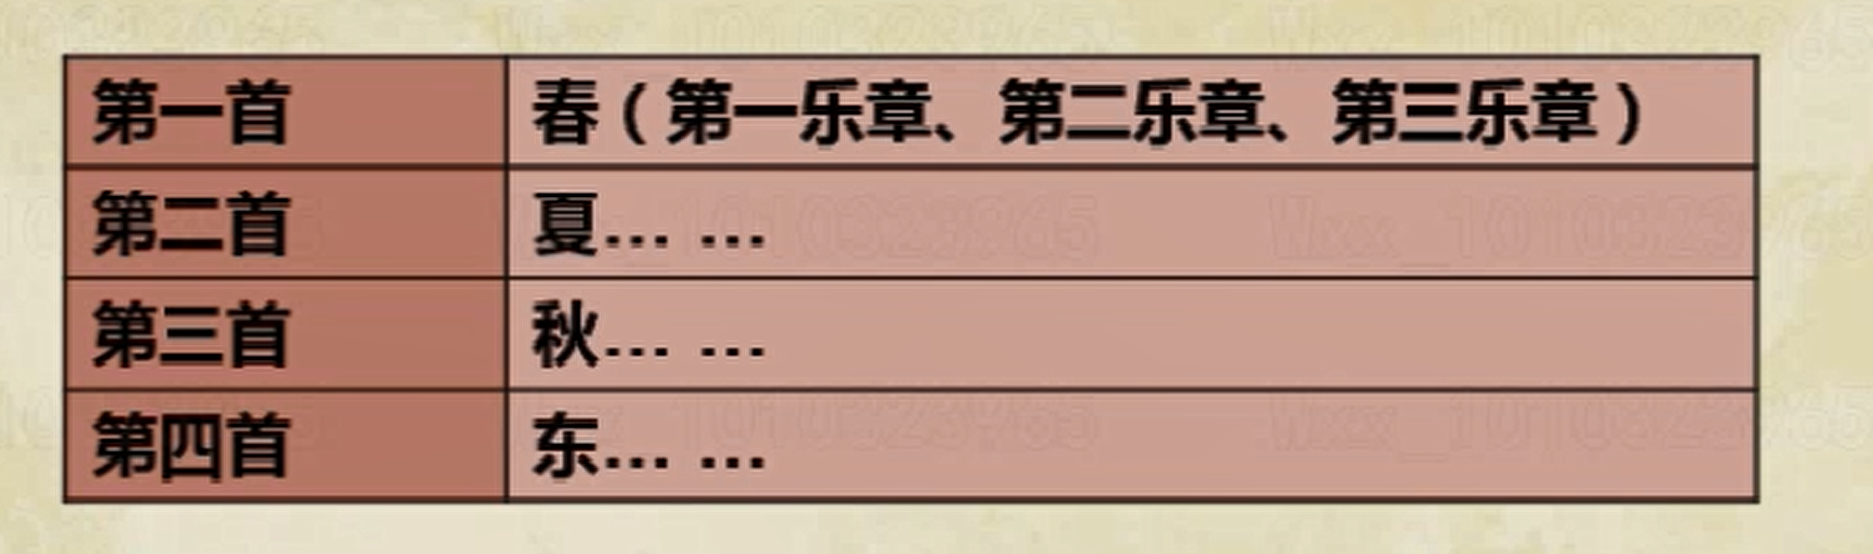 第一首 春（第一乐章、第二乐章、第三乐章）
第二首 夏… …
第三首 秋… …
第四首 东… …